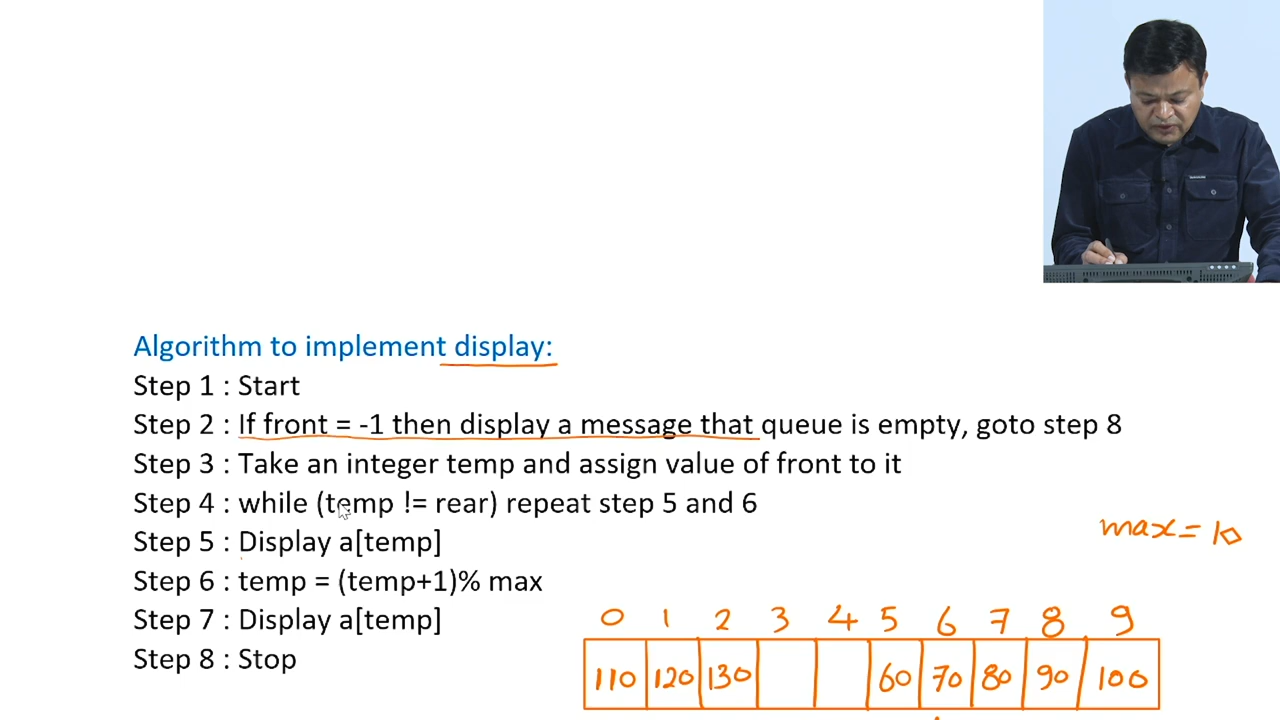 Algorithm to implement display:
Step 1 : Start
Step 2 : If front = -1 then display a message that queue is empty, goto step 8
Step 3 : Take an integer temp and assign value of front to it
Step 4 : while (temp != rear) repeat step 5 and 6
Step 5 : Display a[temp]
Step 6 : temp = (temp+1)% max
Step 7 : Display a[temp]
Step 8 : Stop
max = 10
0 1 2 3 4 5 6 7 8 9
110 120 130 60 70 80 90 100